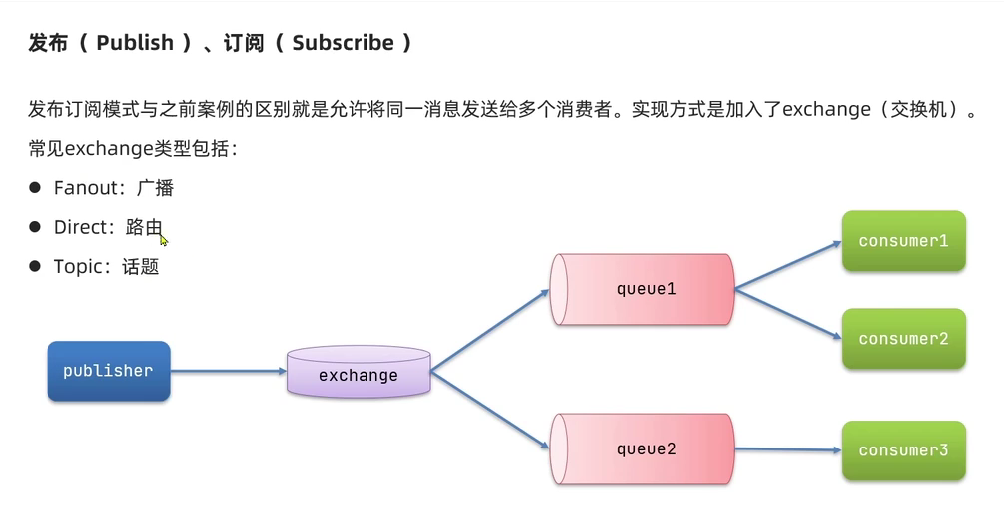 发布（ Publish ）、订阅（ Subscribe ）
发布订阅模式与之前案例的区别就是允许将同一消息发送给多个消费者。实现方式是加入了exchange（交换机）。
常见exchange类型包括：
● Fanout：广播
● Direct：路由
● Topic：话题
publisher
exchange
queue1
queue2
consumer1
consumer2
consumer3